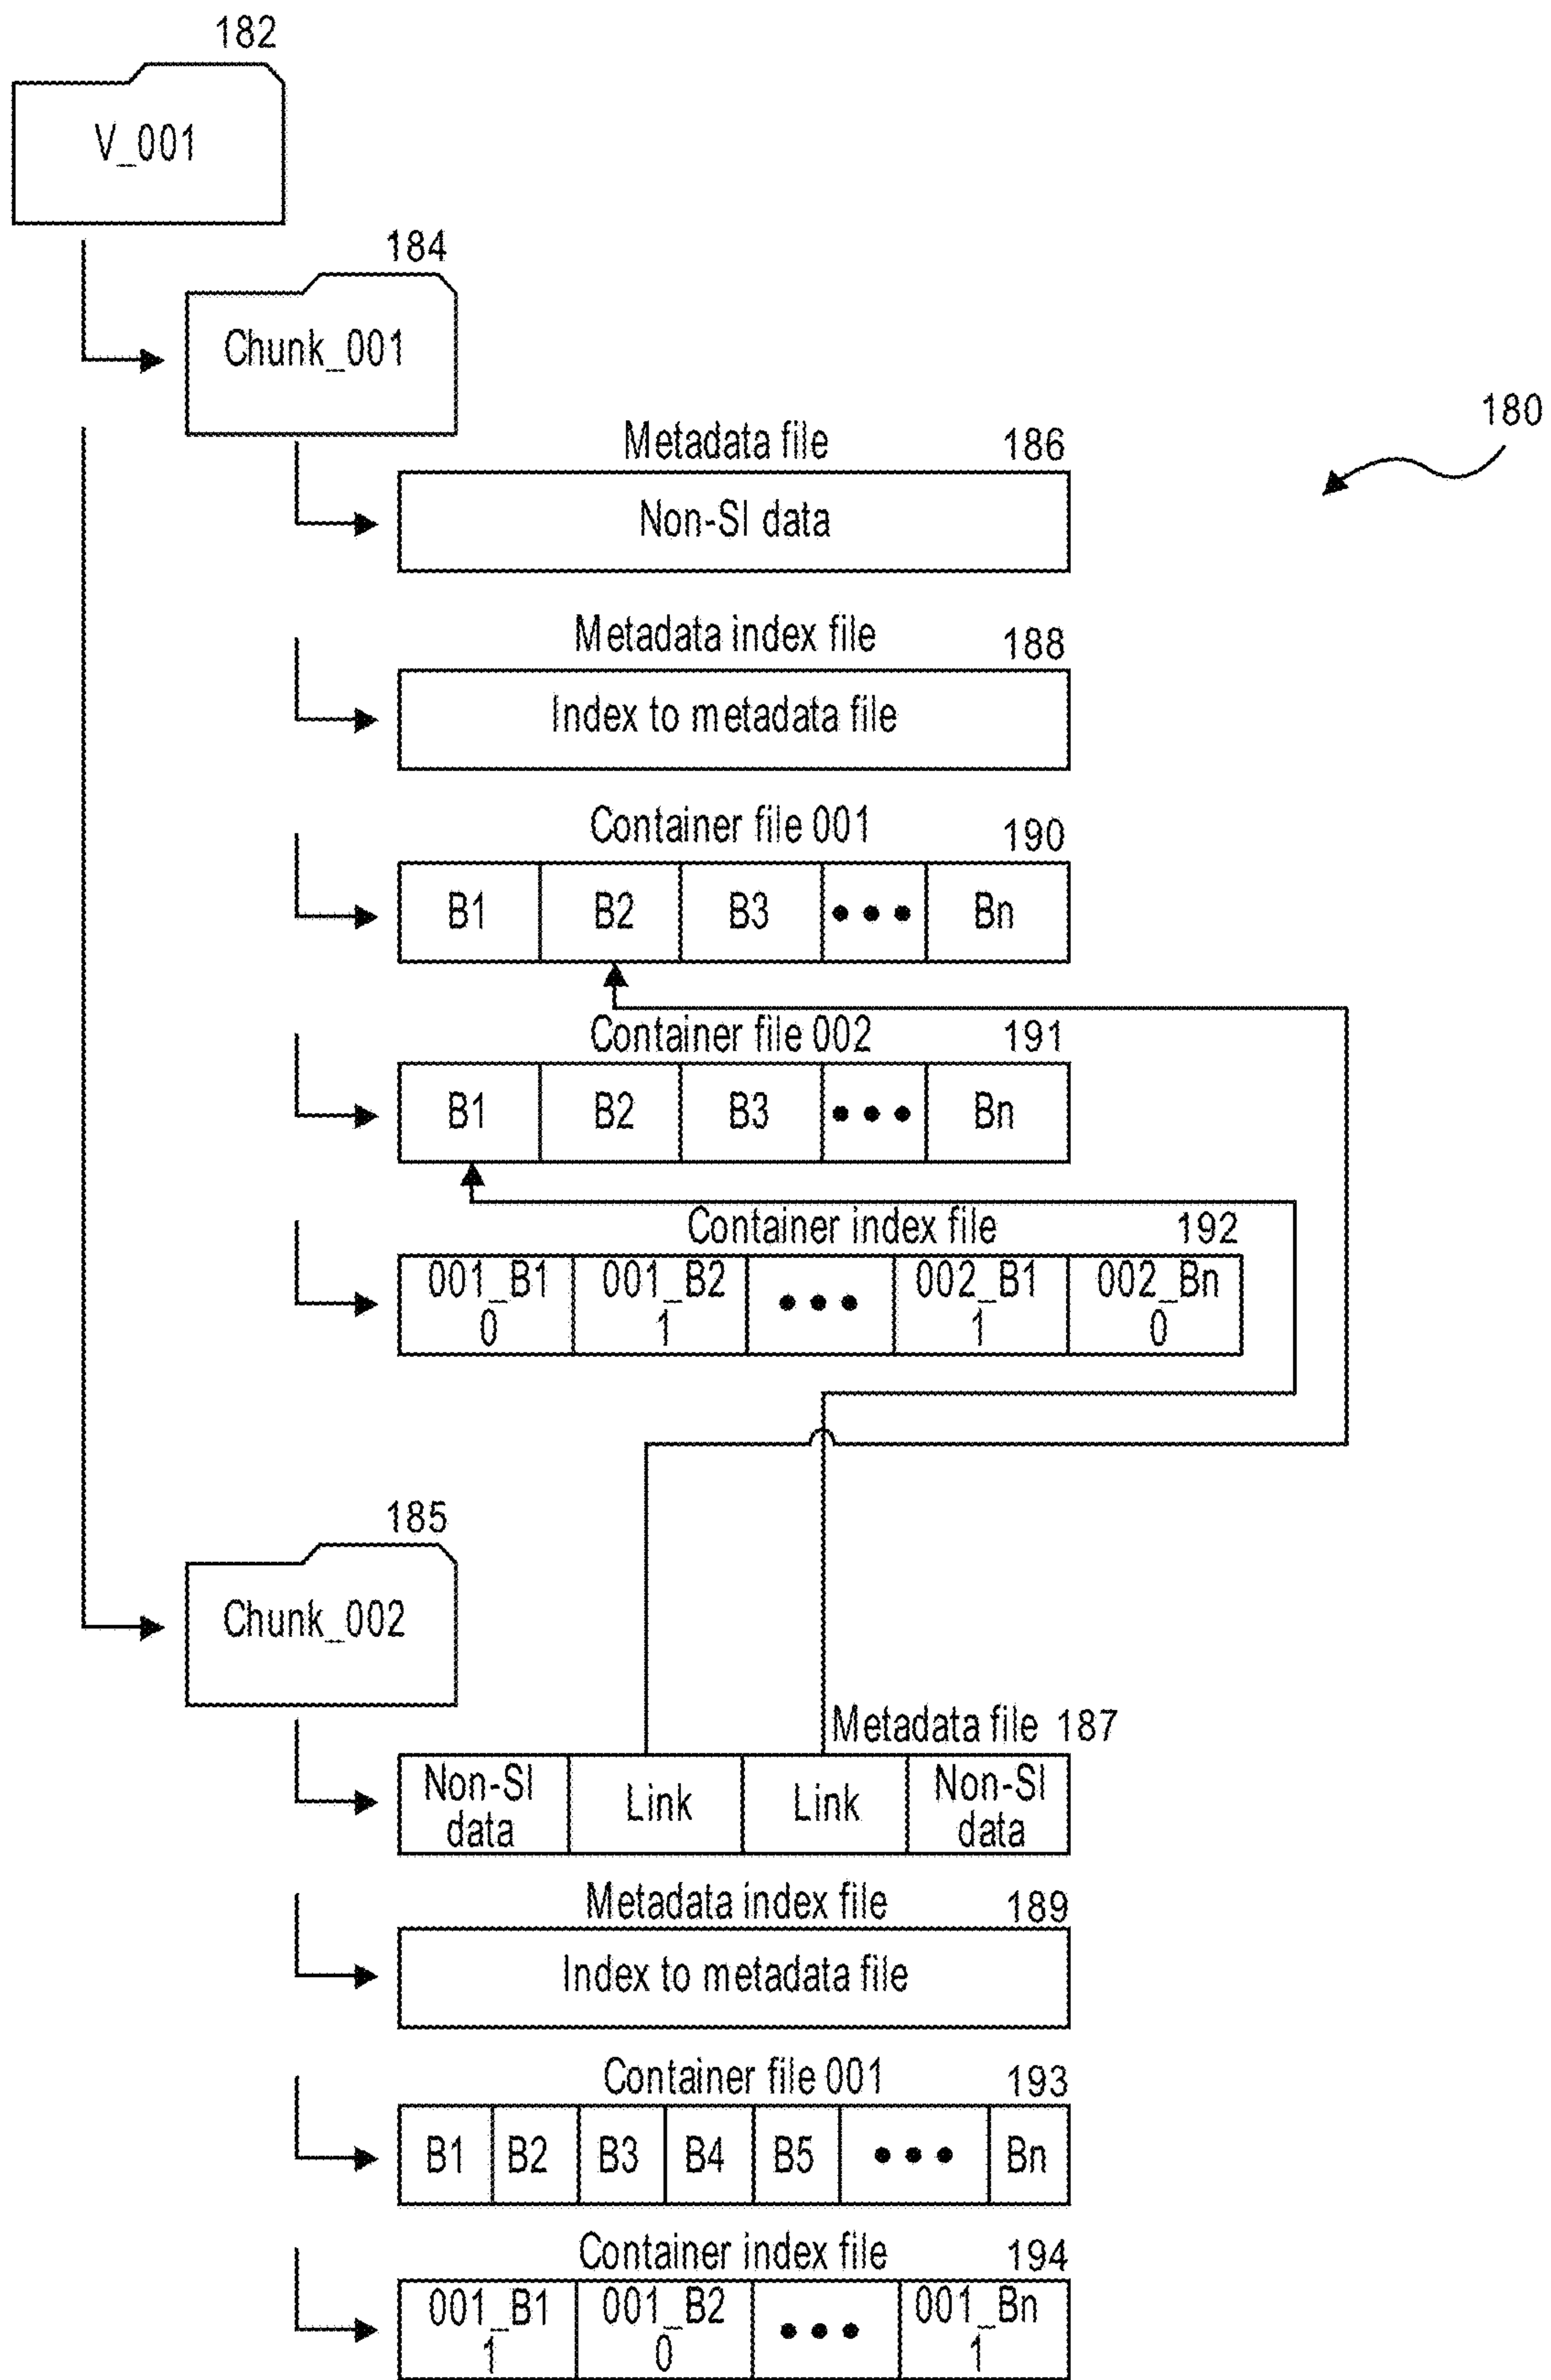 182
V_001
184
Chunk_001
180
Metadata file 186
Non-SI data
Metadata index file 188
Index to metadata file
Container file 001 190
B1 B2 B3 ••• Bn
Container file 002 191
B1 B2 B3 ••• Bn
Container index file 192
001_B1 001_B2 ••• 002_B1 002_Bn
0 1 1 0
185
Chunk_002
Metadata file 187
Non-SI Link Link Non-SI
data data
Metadata index file 189
Index to metadata file
Container file 001 193
B1 B2 B3 B4 B5 ••• Bn
Container index file 194
001_B1 001_B2 ••• 001_Bn
1 0 1